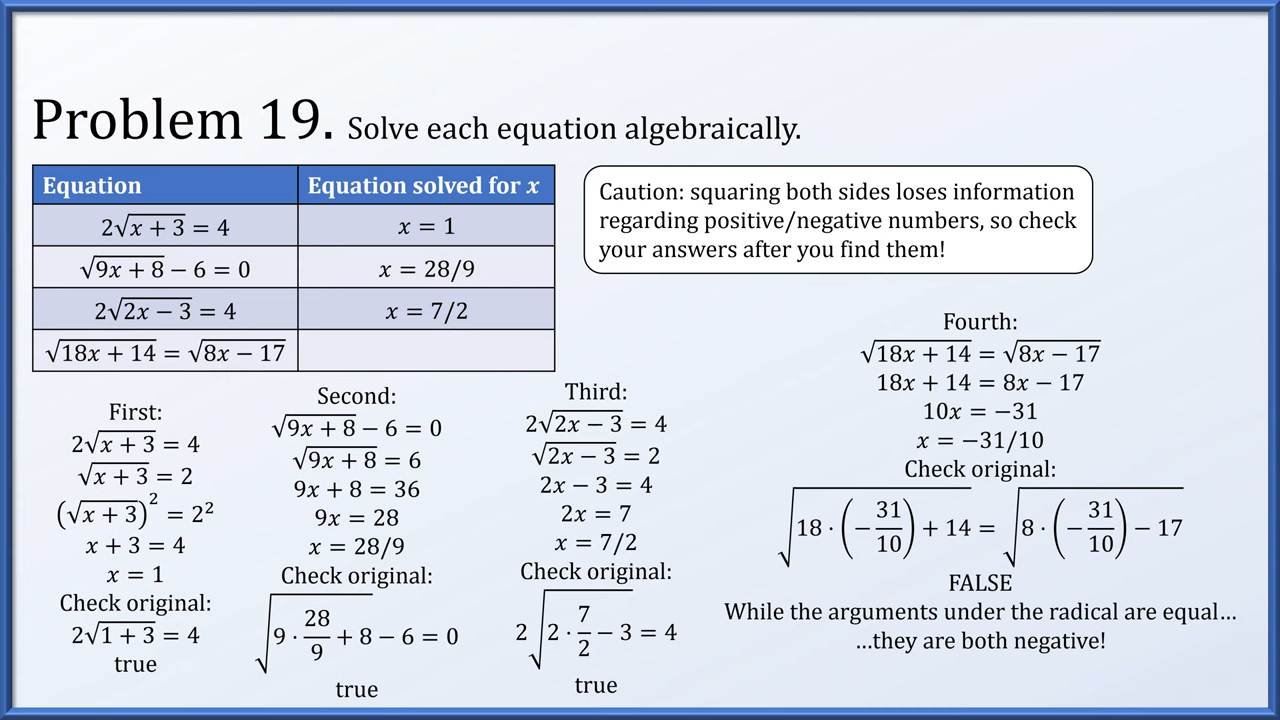 Problem 19. Solve each equation algebraically.
Equation | Equation solved for x
2√(x + 3) = 4 | x = 1
√(9x + 8) − 6 = 0 | x = 28/9
2√(2x − 3) = 4 | x = 7/2
√(18x + 14) = √(8x − 17)
Caution: squaring both sides loses information
regarding positive/negative numbers, so check
your answers after you find them!
First:
2√(x + 3) = 4
√(x + 3) = 2
(√(x + 3))² = 2²
x + 3 = 4
x = 1
Check original:
2√(1 + 3) = 4
true
Second:
√(9x + 8) − 6 = 0
√(9x + 8) = 6
9x + 8 = 36
9x = 28
x = 28/9
Check original:
√(9 · 28/9 + 8) − 6 = 0
true
Third:
2√(2x − 3) = 4
√(2x − 3) = 2
2x − 3 = 4
2x = 7
x = 7/2
Check original:
2√(2 · 7/2 − 3) = 4
true
Fourth:
√(18x + 14) = √(8x − 17)
18x + 14 = 8x − 17
10x = −31
x = −31/10
Check original:
√(18 · (−31/10) + 14) = √(8 · (−31/10) − 17)
FALSE
While the arguments under the radical are equal…
…they are both negative!